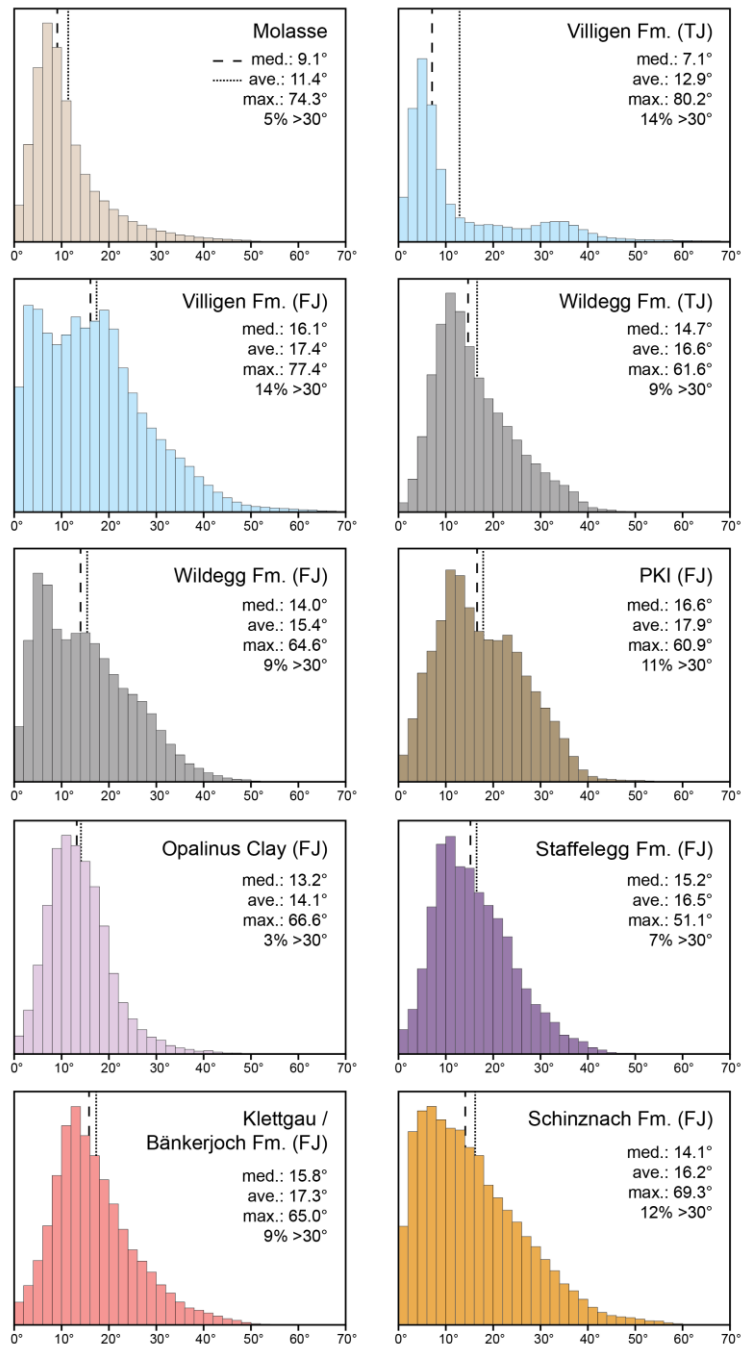 Molasse
med.: 9.1°
ave.: 11.4°
max.: 74.3°
5% >30°
0° 10° 20° 30° 40° 50° 60° 70°
Villigen Fm. (TJ)
med.: 7.1°
ave.: 12.9°
max.: 80.2°
14% >30°
0° 10° 20° 30° 40° 50° 60° 70°
Villigen Fm. (FJ)
med.: 16.1°
ave.: 17.4°
max.: 77.4°
14% >30°
0° 10° 20° 30° 40° 50° 60° 70°
Wildegg Fm. (TJ)
med.: 14.7°
ave.: 16.6°
max.: 61.6°
9% >30°
0° 10° 20° 30° 40° 50° 60° 70°
Wildegg Fm. (FJ)
med.: 14.0°
ave.: 15.4°
max.: 64.6°
9% >30°
0° 10° 20° 30° 40° 50° 60° 70°
PKI (FJ)
med.: 16.6°
ave.: 17.9°
max.: 60.9°
11% >30°
0° 10° 20° 30° 40° 50° 60° 70°
Opalinus Clay (FJ)
med.: 13.2°
ave.: 14.1°
max.: 66.6°
3% >30°
0° 10° 20° 30° 40° 50° 60° 70°
Staffelegg Fm. (FJ)
med.: 15.2°
ave.: 16.5°
max.: 51.1°
7% >30°
0° 10° 20° 30° 40° 50° 60° 70°
Klettgau /
Bänkerjoch Fm. (FJ)
med.: 15.8°
ave.: 17.3°
max.: 65.0°
9% >30°
0° 10° 20° 30° 40° 50° 60° 70°
Schinznach Fm. (FJ)
med.: 14.1°
ave.: 16.2°
max.: 69.3°
12% >30°
0° 10° 20° 30° 40° 50° 60° 70°